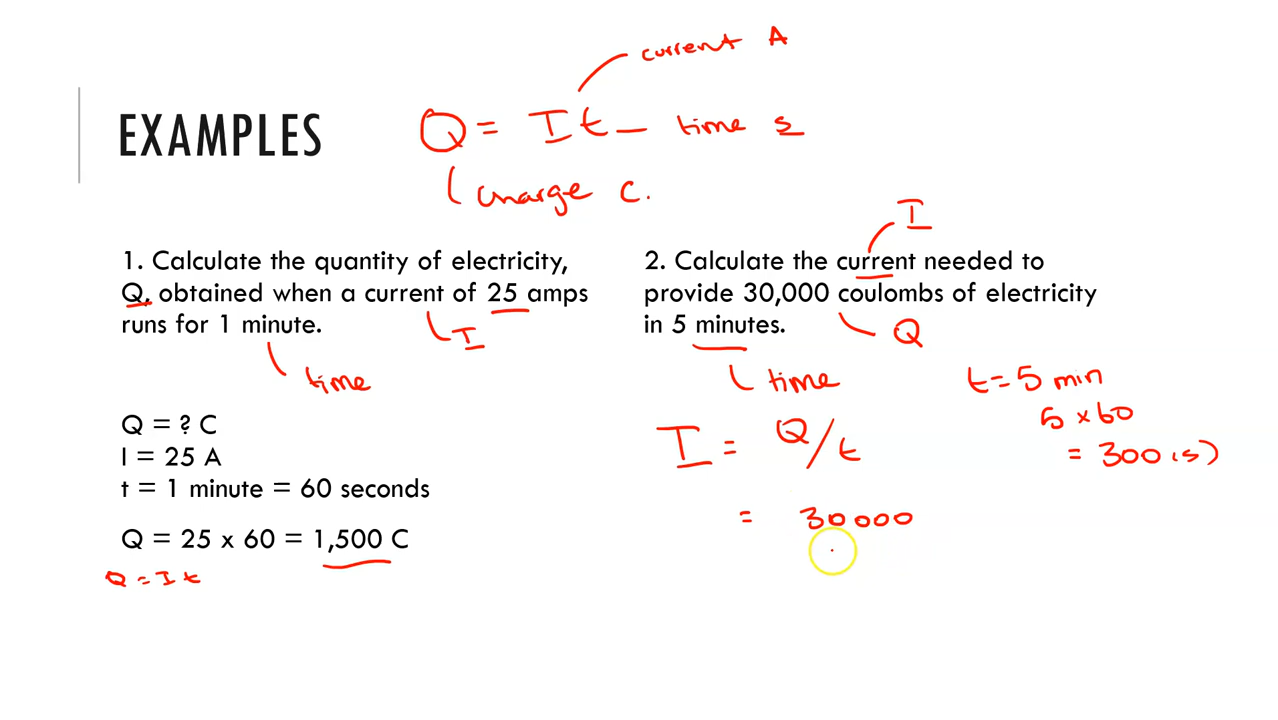 current A
EXAMPLES
Q = It — time s
charge C.
I
1. Calculate the quantity of electricity,
Q, obtained when a current of 25 amps
runs for 1 minute.
I
time
Q = ? C
I = 25 A
t = 1 minute = 60 seconds
Q = 25 x 60 = 1,500 C
Q = I t
2. Calculate the current needed to
provide 30,000 coulombs of electricity
in 5 minutes.
Q
time
t = 5 min
5 × 60
= 300 (s)
I = Q/t
= 30000